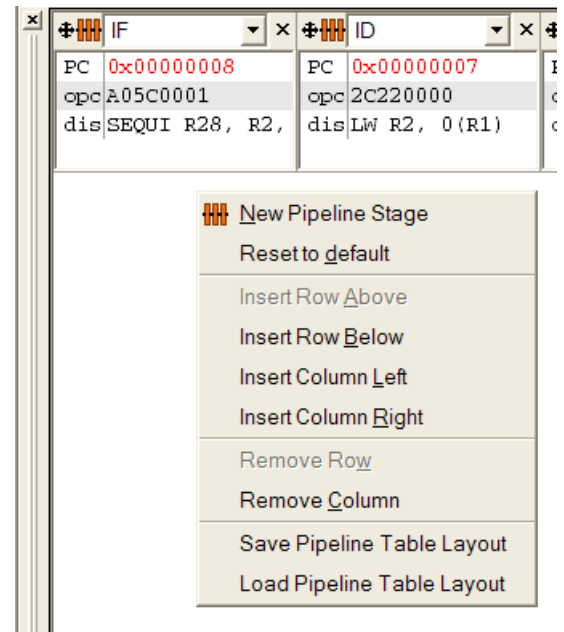 IF ID
PC 0x00000008 PC 0x00000007
opc A05C0001 opc 2C220000
dis SEQUI R28, R2, dis LW R2, 0(R1)
New Pipeline Stage
Reset to default
Insert Row Above
Insert Row Below
Insert Column Left
Insert Column Right
Remove Row
Remove Column
Save Pipeline Table Layout
Load Pipeline Table Layout